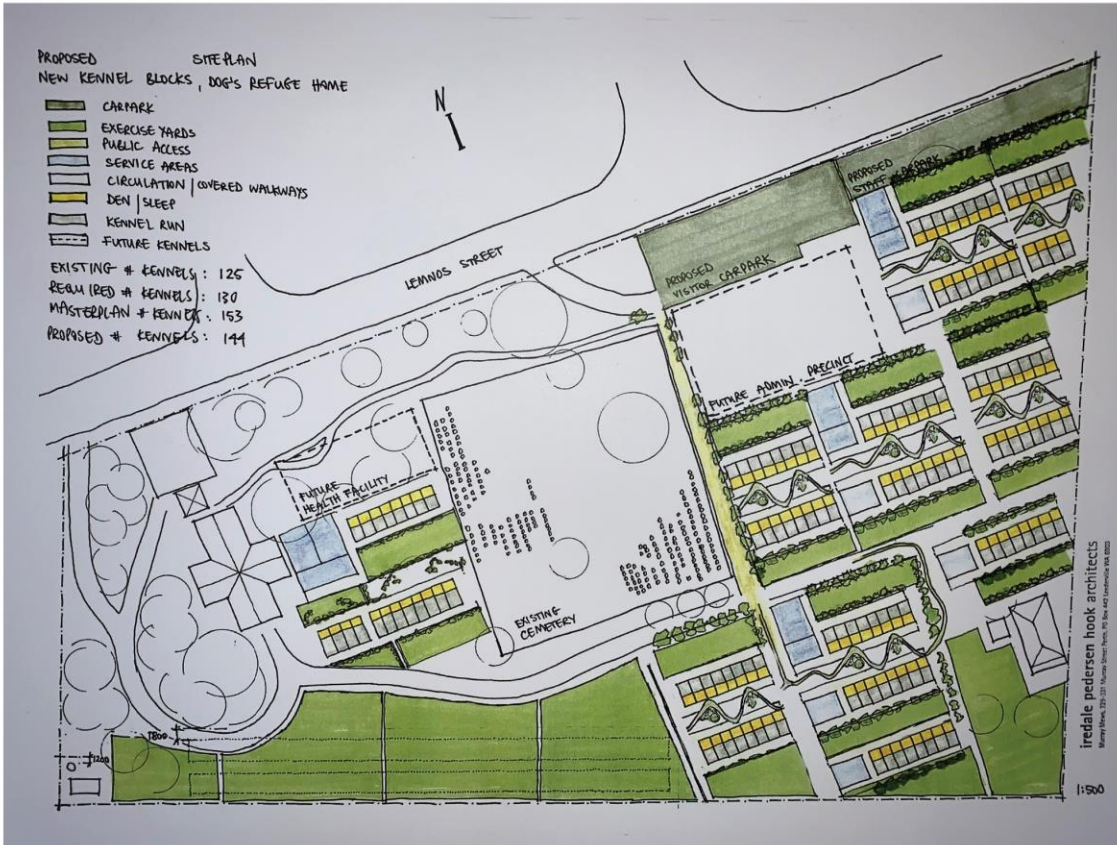 PROPOSED SITE PLAN
NEW KENNEL BLOCKS, DOG'S REFUGE HOME
CARPARK
EXERCISE YARDS
PUBLIC ACCESS
SERVICE AREAS
CIRCULATION | COVERED WALKWAYS
DEN | SLEEP
KENNEL RUN
FUTURE KENNELS
EXISTING # KENNELS: 125
REQUIRED # KENNELS: 130
MASTERPLAN # KENNELS: 153
PROPOSED # KENNELS: 144
N
LEMNOS STREET
PROPOSED
STAFF CARPARK
PROPOSED
VISITOR CARPARK
FUTURE ADMIN PRECINCT
FUTURE
HEALTH FACILITY
EXISTING
CEMETERY
1800
1200
iredale pedersen hook architects
1:500